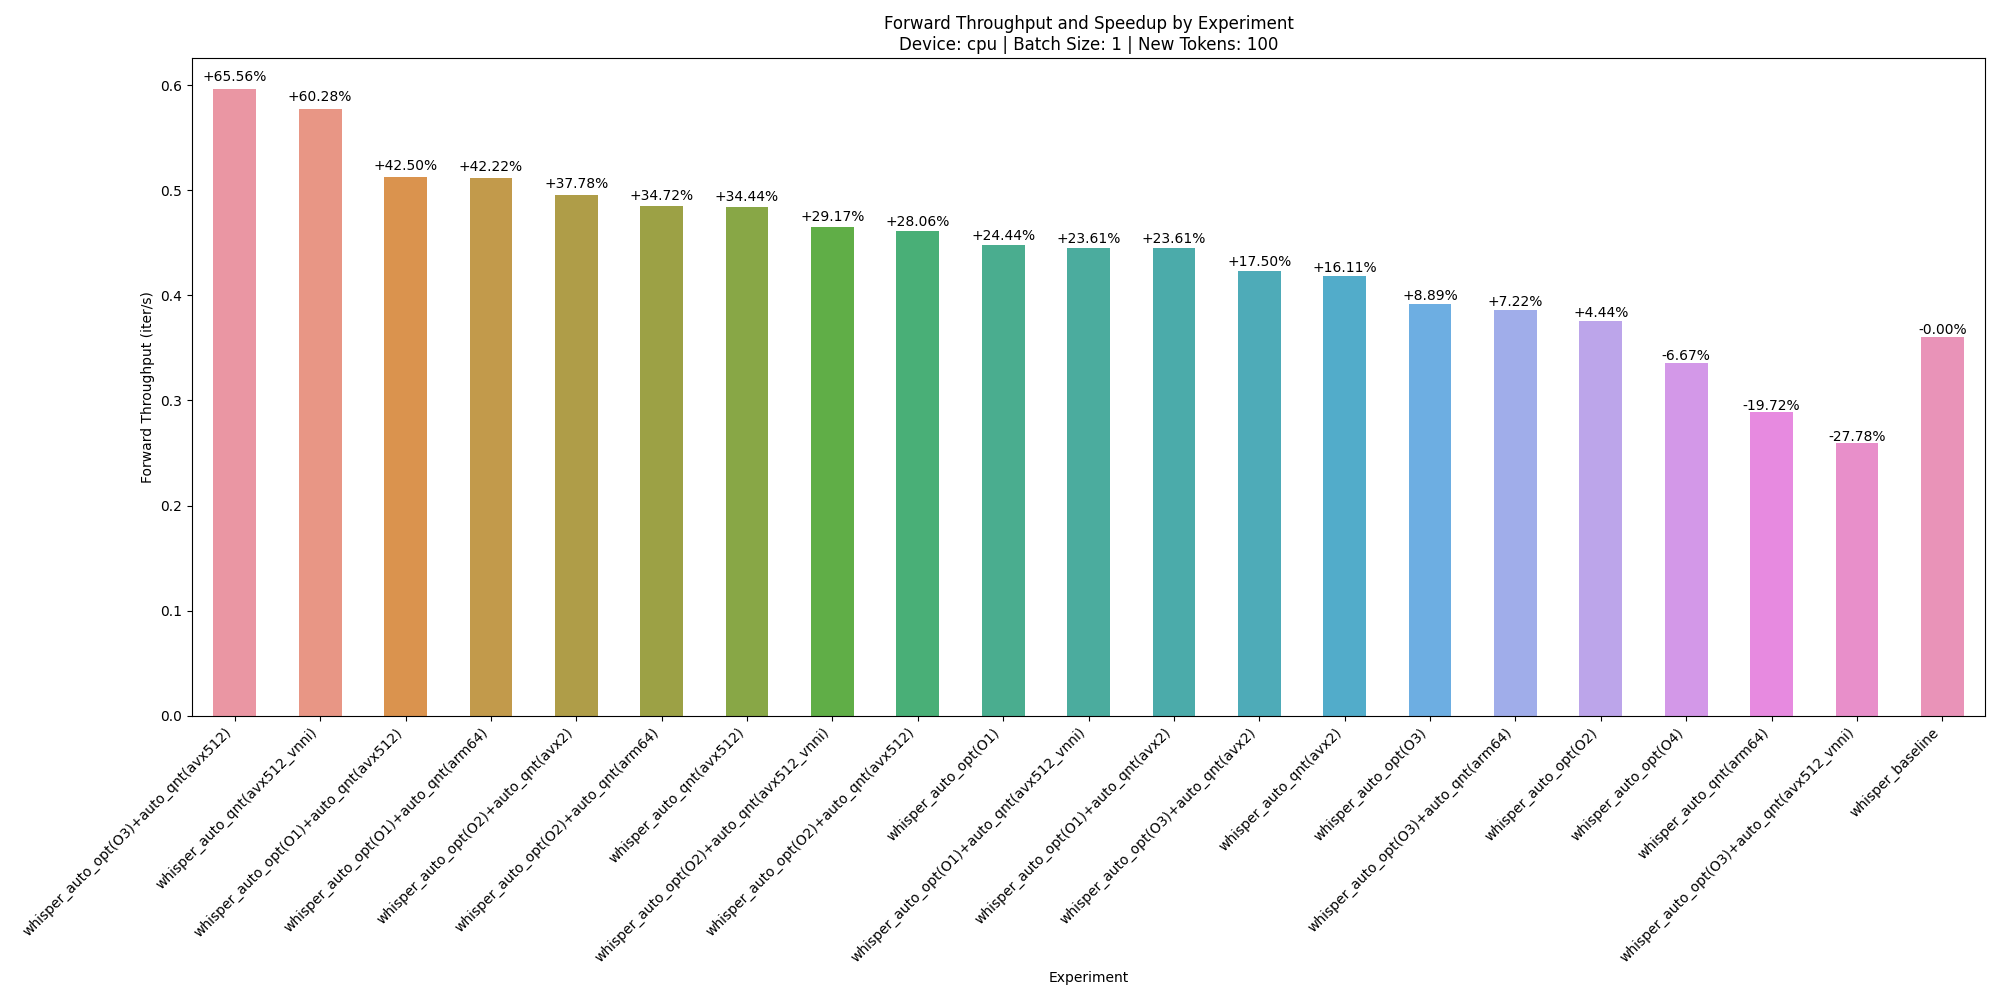 Forward Throughput and Speedup by Experiment
Device: cpu | Batch Size: 1 | New Tokens: 100
Forward Throughput (iter/s)
0.6
0.5
0.4
0.3
0.2
0.1
0.0
+65.56%
+60.28%
+42.50%
+42.22%
+37.78%
+34.72%
+34.44%
+29.17%
+28.06%
+24.44%
+23.61%
+23.61%
+17.50%
+16.11%
+8.89%
+7.22%
+4.44%
-6.67%
-19.72%
-27.78%
-0.00%
whisper_auto_opt(O3)+auto_qnt(avx512)
whisper_auto_qnt(avx512_vnni)
whisper_auto_opt(O1)+auto_qnt(avx512)
whisper_auto_opt(O1)+auto_qnt(arm64)
whisper_auto_opt(O2)+auto_qnt(avx2)
whisper_auto_opt(O2)+auto_qnt(arm64)
whisper_auto_qnt(avx512)
whisper_auto_opt(O2)+auto_qnt(avx512_vnni)
whisper_auto_opt(O2)+auto_qnt(avx512)
whisper_auto_opt(O1)
whisper_auto_opt(O1)+auto_qnt(avx512_vnni)
whisper_auto_opt(O1)+auto_qnt(avx2)
whisper_auto_opt(O3)+auto_qnt(avx2)
whisper_auto_qnt(avx2)
whisper_auto_opt(O3)
whisper_auto_opt(O3)+auto_qnt(arm64)
whisper_auto_opt(O2)
whisper_auto_opt(O4)
whisper_auto_qnt(arm64)
whisper_auto_opt(O3)+auto_qnt(avx512_vnni)
whisper_baseline
Experiment